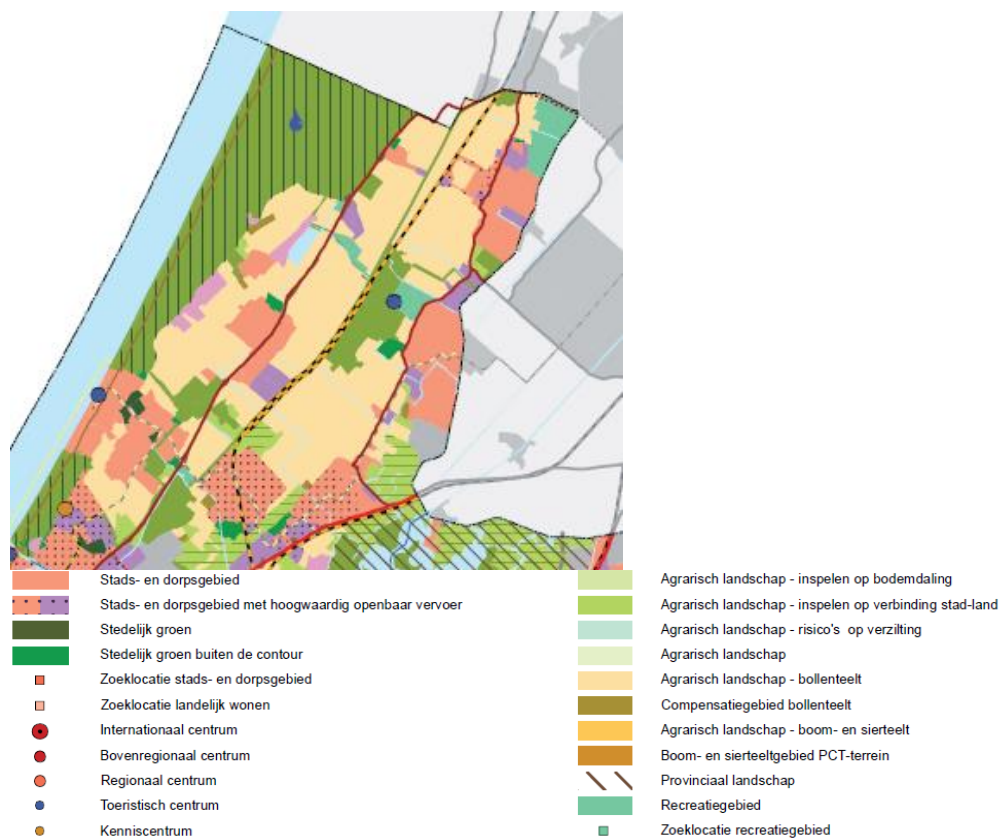 Stads- en dorpsgebied
Stads- en dorpsgebied met hoogwaardig openbaar vervoer
Stedelijk groen
Stedelijk groen buiten de contour
Zoeklocatie stads- en dorpsgebied
Zoeklocatie landelijk wonen
Internationaal centrum
Bovenregionaal centrum
Regionaal centrum
Toeristisch centrum
Kenniscentrum
Agrarisch landschap - inspelen op bodemdaling
Agrarisch landschap - inspelen op verbinding stad-land
Agrarisch landschap - risico's op verzilting
Agrarisch landschap
Agrarisch landschap - bollenteelt
Compensatiegebied bollenteelt
Agrarisch landschap - boom- en sierteelt
Boom- en sierteeltgebied PCT-terrein
Provinciaal landschap
Recreatiegebied
Zoeklocatie recreatiegebied